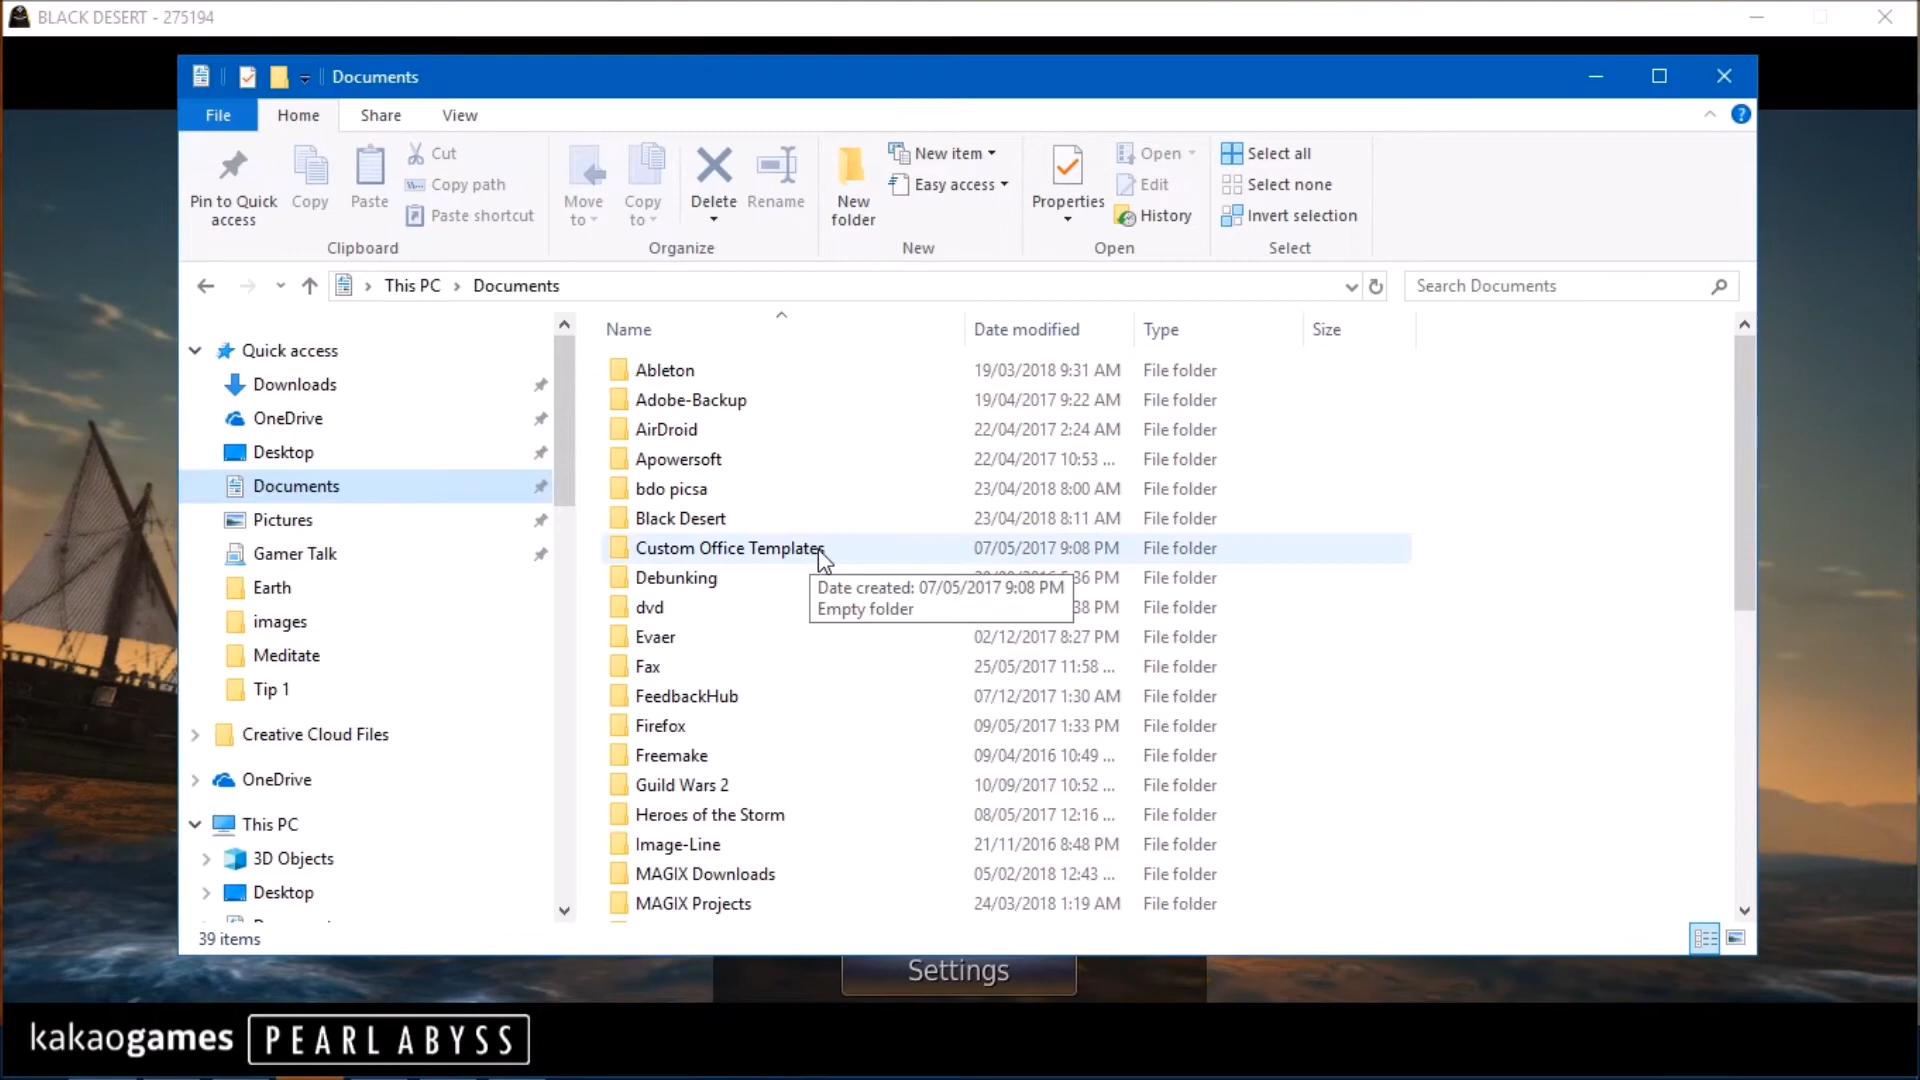 BLACK DESERT - 275194
Documents
File Home Share View
Pin to Quick access
Copy
Paste
Cut
Copy path
Paste shortcut
Clipboard
Move to
Copy to
Delete
Rename
Organize
New folder
New item
Easy access
New
Properties
Open
Edit
History
Open
Select all
Select none
Invert selection
Select
This PC > Documents
Search Documents
Quick access
Downloads
OneDrive
Desktop
Documents
Pictures
Gamer Talk
Earth
images
Meditate
Tip 1
Creative Cloud Files
OneDrive
This PC
3D Objects
Desktop
Name Date modified Type Size
Ableton 19/03/2018 9:31 AM File folder
Adobe-Backup 19/04/2017 9:22 AM File folder
AirDroid 22/04/2017 2:24 AM File folder
Apowersoft 22/04/2017 10:53 ... File folder
bdo picsa 23/04/2018 8:00 AM File folder
Black Desert 23/04/2018 8:11 AM File folder
Custom Office Templates 07/05/2017 9:08 PM File folder
Debunking :36 PM File folder
dvd :38 PM File folder
Date created: 07/05/2017 9:08 PM
Empty folder
Evaer 02/12/2017 8:27 PM File folder
Fax 25/05/2017 11:58 ... File folder
FeedbackHub 07/12/2017 1:30 AM File folder
Firefox 09/05/2017 1:33 PM File folder
Freemake 09/04/2016 10:49 ... File folder
Guild Wars 2 10/09/2017 10:52 ... File folder
Heroes of the Storm 08/05/2017 12:16 ... File folder
Image-Line 21/11/2016 8:48 PM File folder
MAGIX Downloads 05/02/2018 12:43 ... File folder
MAGIX Projects 24/03/2018 1:19 AM File folder
39 items
Settings
kakaogames PEARL ABYSS